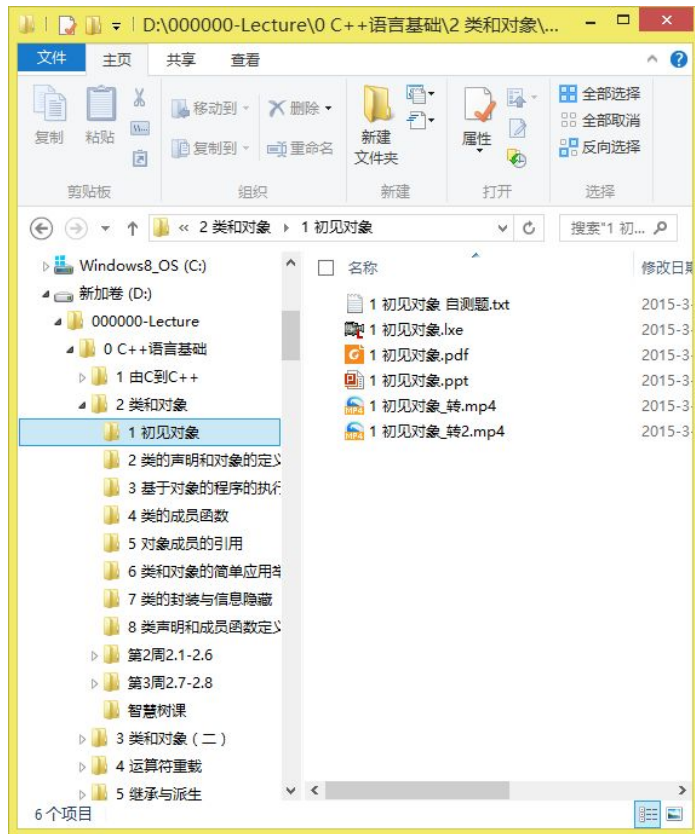 D:\000000-Lecture\0 C++语言基础\2 类和对象\...
文件 主页 共享 查看
复制 粘贴 移动到 删除 新建文件夹 属性 全部选择
复制到 重命名 全部取消
反向选择
剪贴板 组织 新建 打开 选择
« 2 类和对象 1 初见对象 搜索"1 初...
Windows8_OS (C:)
新加卷 (D:)
000000-Lecture
0 C++语言基础
1 由C到C++
2 类和对象
1 初见对象
2 类的声明和对象的定义
3 基于对象的程序的执行
4 类的成员函数
5 对象成员的引用
6 类和对象的简单应用
7 类的封装与信息隐藏
8 类声明和成员函数定义
第2周2.1-2.6
第3周2.7-2.8
智慧树课
3 类和对象（二）
4 运算符重载
5 继承与派生
名称 修改日期
1 初见对象 自测题.txt 2015-3-
1 初见对象.lxe 2015-3-
1 初见对象.pdf 2015-3-
1 初见对象.ppt 2015-3-
1 初见对象_转.mp4 2015-3-
1 初见对象_转2.mp4 2015-3-
6个项目